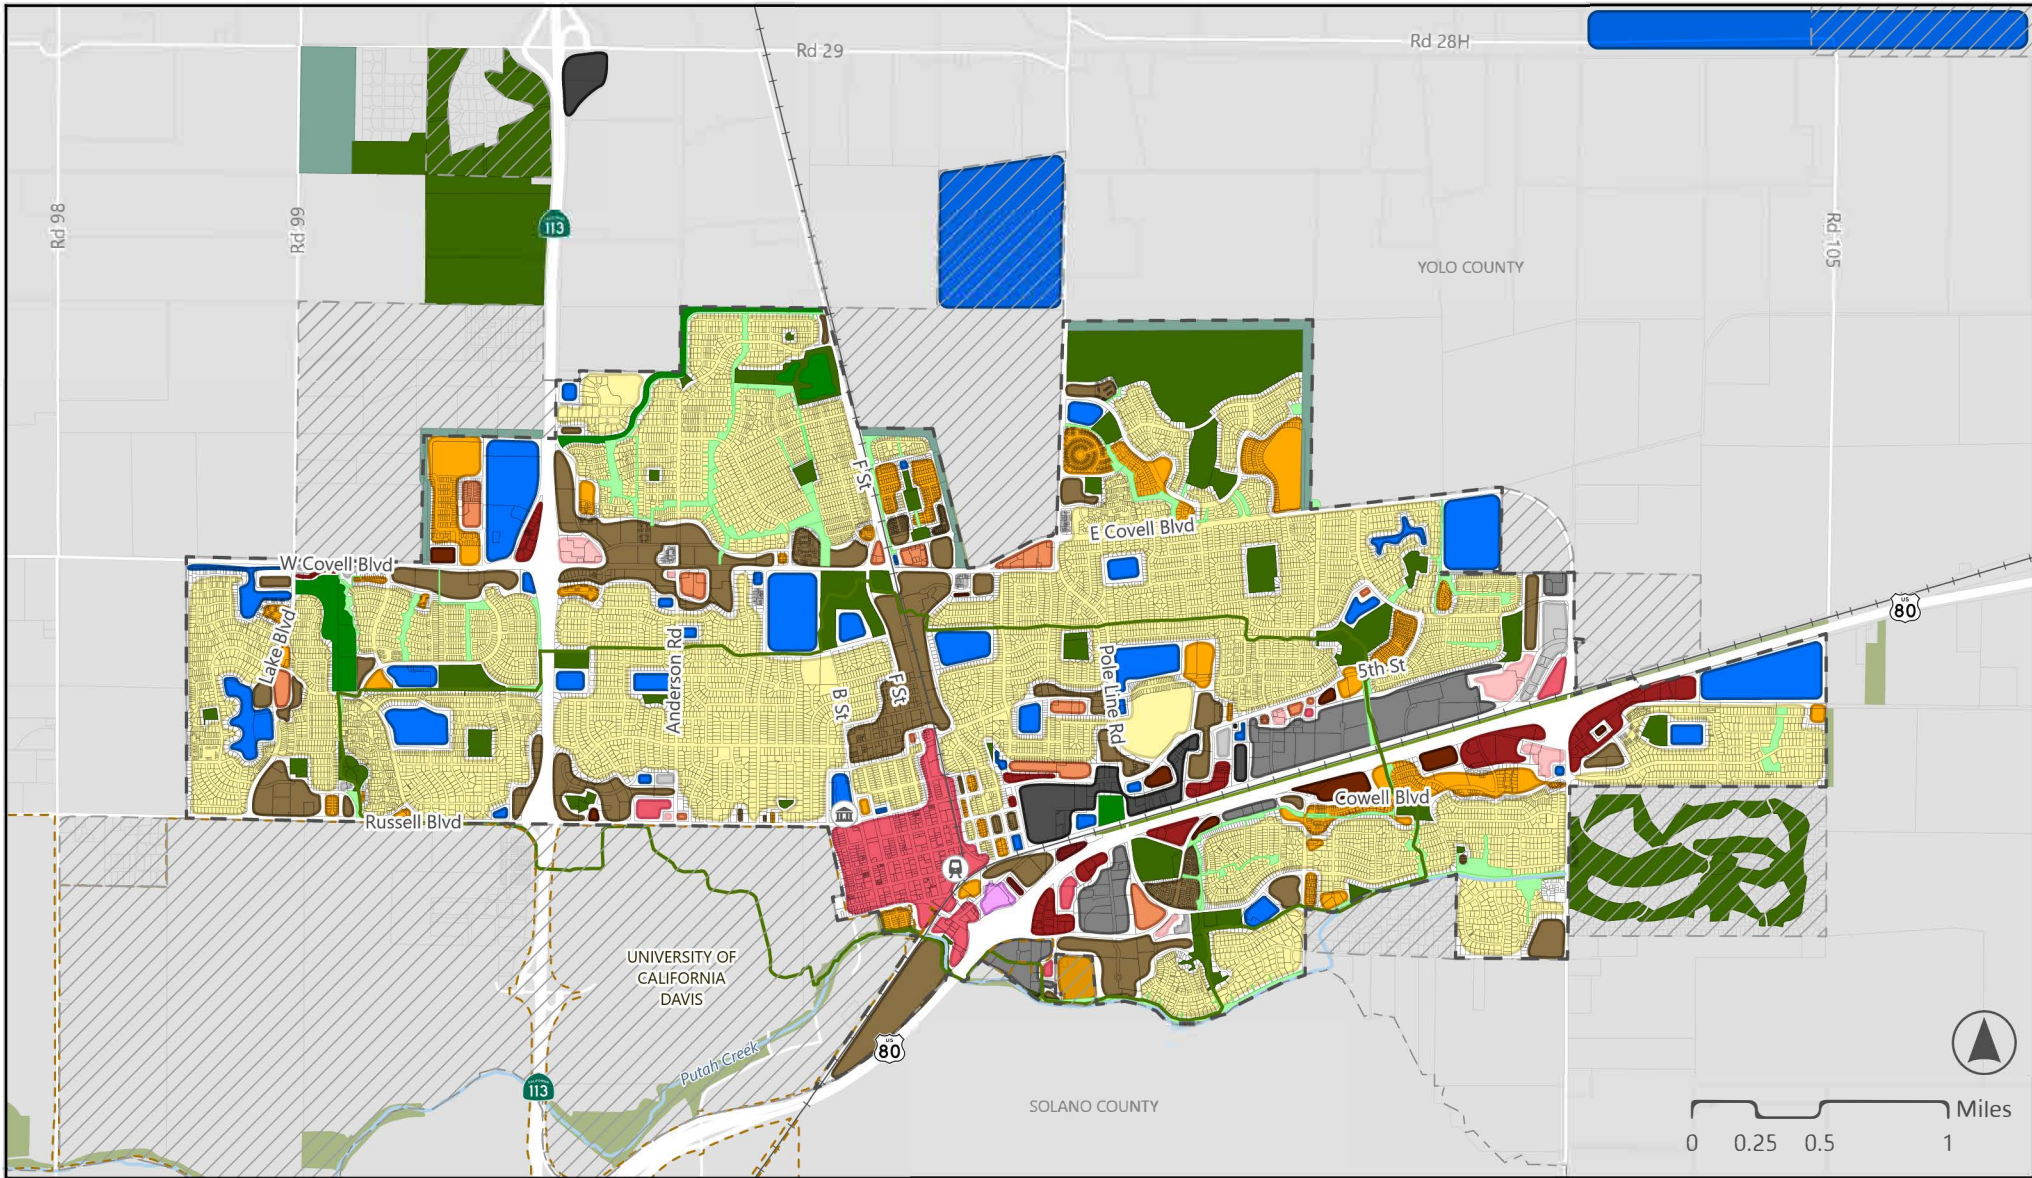 Rd 29
Rd 28H
Rd 98
Rd 99
113
Rd 105
YOLO COUNTY
F St
E Covell Blvd
W Covell Blvd
US
80
Lake Blvd
Anderson Rd
B St
F St
Pole Line Rd
5th St
Cowell Blvd
Russell Blvd
UNIVERSITY OF
CALIFORNIA
DAVIS
Putah Creek
US
80
113
SOLANO COUNTY
Miles
0 0.25 0.5 1